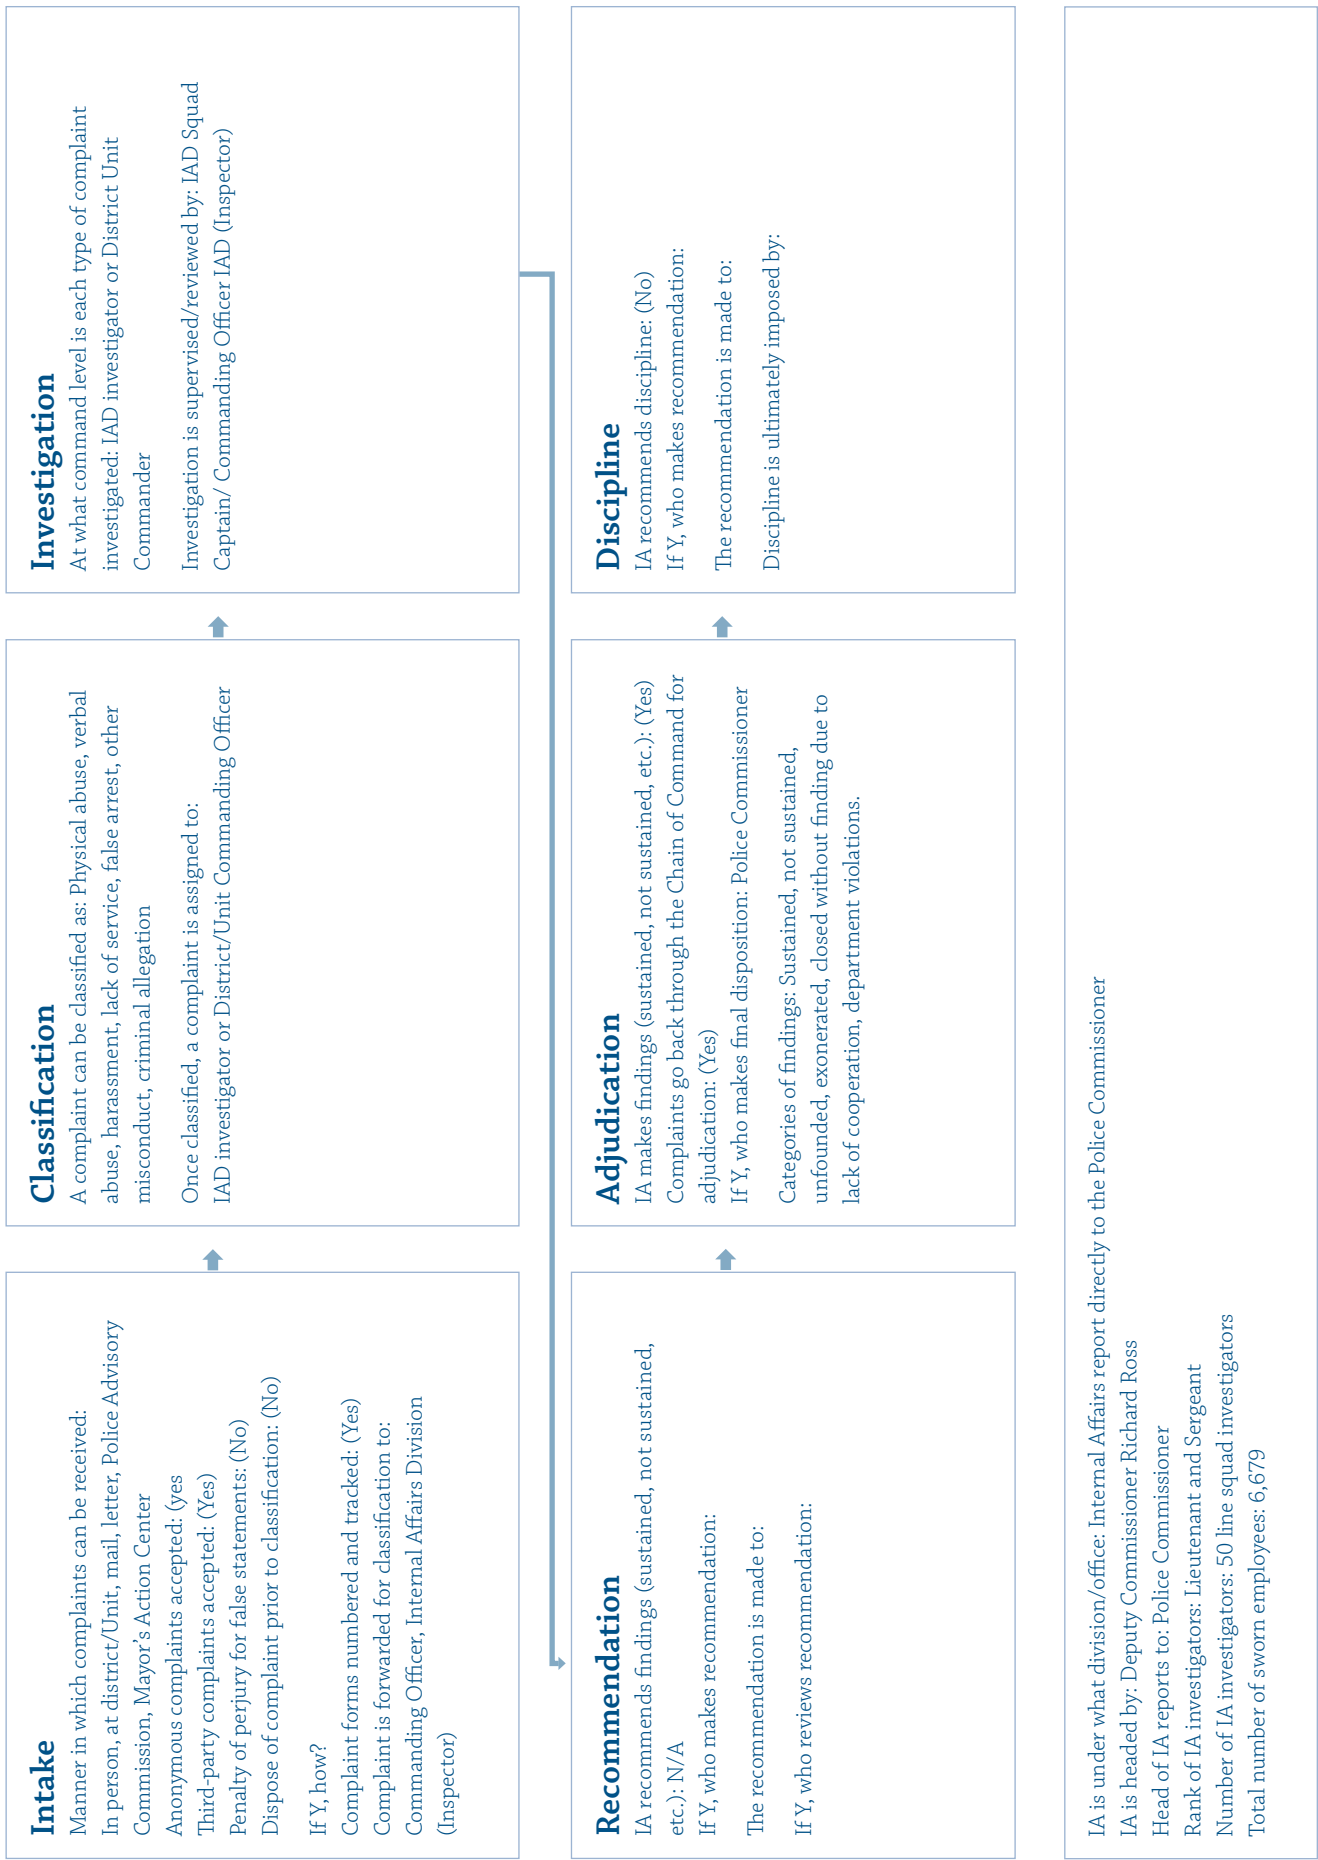 Intake
Manner in which complaints can be received:
In person, at district/Unit, mail, letter, Police Advisory
Commission, Mayor's Action Center
Anonymous complaints accepted: (yes
Third-party complaints accepted: (Yes)
Penalty of perjury for false statements: (No)
Dispose of complaint prior to classification: (No)
If Y, how?
Complaint forms numbered and tracked: (Yes)
Complaint is forwarded for classification to:
Commanding Officer, Internal Affairs Division
(Inspector)
Classification
A complaint can be classified as: Physical abuse, verbal
abuse, harassment, lack of service, false arrest, other
misconduct, criminal allegation
Once classified, a complaint is assigned to:
IAD investigator or District/Unit Commanding Officer
Investigation
At what command level is each type of complaint
investigated: IAD investigator or District Unit
Commander
Investigation is supervised/reviewed by: IAD Squad
Captain/ Commanding Officer IAD (Inspector)
Recommendation
IA recommends findings (sustained, not sustained,
etc.): N/A
If Y, who makes recommendation:
The recommendation is made to:
If Y, who reviews recommendation:
Adjudication
IA makes findings (sustained, not sustained, etc.): (Yes)
Complaints go back through the Chain of Command for
adjudication: (Yes)
If Y, who makes final disposition: Police Commissioner
Categories of findings: Sustained, not sustained,
unfounded, exonerated, closed without finding due to
lack of cooperation, department violations.
Discipline
IA recommends discipline: (No)
If Y, who makes recommendation:
The recommendation is made to:
Discipline is ultimately imposed by:
IA is under what division/office: Internal Affairs report directly to the Police Commissioner
IA is headed by: Deputy Commissioner Richard Ross
Head of IA reports to: Police Commissioner
Rank of IA investigators: Lieutenant and Sergeant
Number of IA investigators: 50 line squad investigators
Total number of sworn employees: 6,679